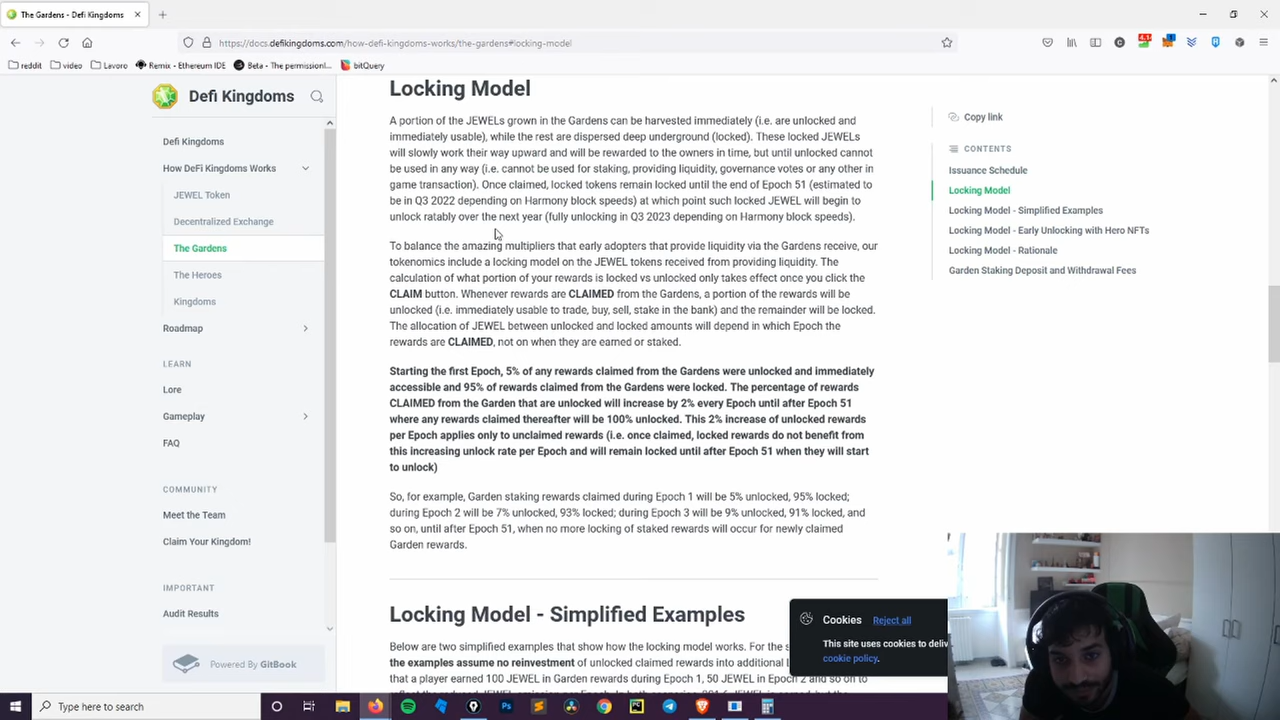 The Gardens - Defi Kingdoms
https://docs.defikingdoms.com/how-defi-kingdoms-works/the-gardens#locking-model
4.1
reddit
video
Lavoro
Remix - Ethereum IDE
Beta - The permissionl...
bitQuery
Defi Kingdoms
Defi Kingdoms
How DeFi Kingdoms Works
JEWEL Token
Decentralized Exchange
The Gardens
The Heroes
Kingdoms
Roadmap
LEARN
Lore
Gameplay
FAQ
COMMUNITY
Meet the Team
Claim Your Kingdom!
IMPORTANT
Audit Results
Powered By GitBook
Locking Model
A portion of the JEWELs grown in the Gardens can be harvested immediately (i.e. are unlocked and
immediately usable), while the rest are dispersed deep underground (locked). These locked JEWELs
will slowly work their way upward and will be rewarded to the owners in time, but until unlocked cannot
be used in any way (i.e. cannot be used for staking, providing liquidity, governance votes or any other in
game transaction). Once claimed, locked tokens remain locked until the end of Epoch 51 (estimated to
be in Q3 2022 depending on Harmony block speeds) at which point such locked JEWEL will begin to
unlock ratably over the next year (fully unlocking in Q3 2023 depending on Harmony block speeds).
To balance the amazing multipliers that early adopters that provide liquidity via the Gardens receive, our
tokenomics include a locking model on the JEWEL tokens received from providing liquidity. The
calculation of what portion of your rewards is locked vs unlocked only takes effect once you click the
CLAIM button. Whenever rewards are CLAIMED from the Gardens, a portion of the rewards will be
unlocked (i.e. immediately usable to trade, buy, sell, stake in the bank) and the remainder will be locked.
The allocation of JEWEL between unlocked and locked amounts will depend in which Epoch the
rewards are CLAIMED, not on when they are earned or staked.
Starting the first Epoch, 5% of any rewards claimed from the Gardens were unlocked and immediately
accessible and 95% of rewards claimed from the Gardens were locked. The percentage of rewards
CLAIMED from the Garden that are unlocked will increase by 2% every Epoch until after Epoch 51
where any rewards claimed thereafter will be 100% unlocked. This 2% increase of unlocked rewards
per Epoch applies only to unclaimed rewards (i.e. once claimed, locked rewards do not benefit from
this increasing unlock rate per Epoch and will remain locked until after Epoch 51 when they will start
to unlock)
So, for example, Garden staking rewards claimed during Epoch 1 will be 5% unlocked, 95% locked;
during Epoch 2 will be 7% unlocked, 93% locked; during Epoch 3 will be 9% unlocked, 91% locked, and
so on, until after Epoch 51, when no more locking of staked rewards will occur for newly claimed
Garden rewards.
Locking Model - Simplified Examples
Below are two simplified examples that show how the locking model works. For the s
the examples assume no reinvestment of unlocked claimed rewards into additional
that a player earned 100 JEWEL in Garden rewards during Epoch 1, 50 JEWEL in Epoch 2 and so on to
Copy link
CONTENTS
Issuance Schedule
Locking Model
Locking Model - Simplified Examples
Locking Model - Early Unlocking with Hero NFTs
Locking Model - Rationale
Garden Staking Deposit and Withdrawal Fees
Cookies
Reject all
This site uses cookies to deliv
cookie policy.
Type here to search